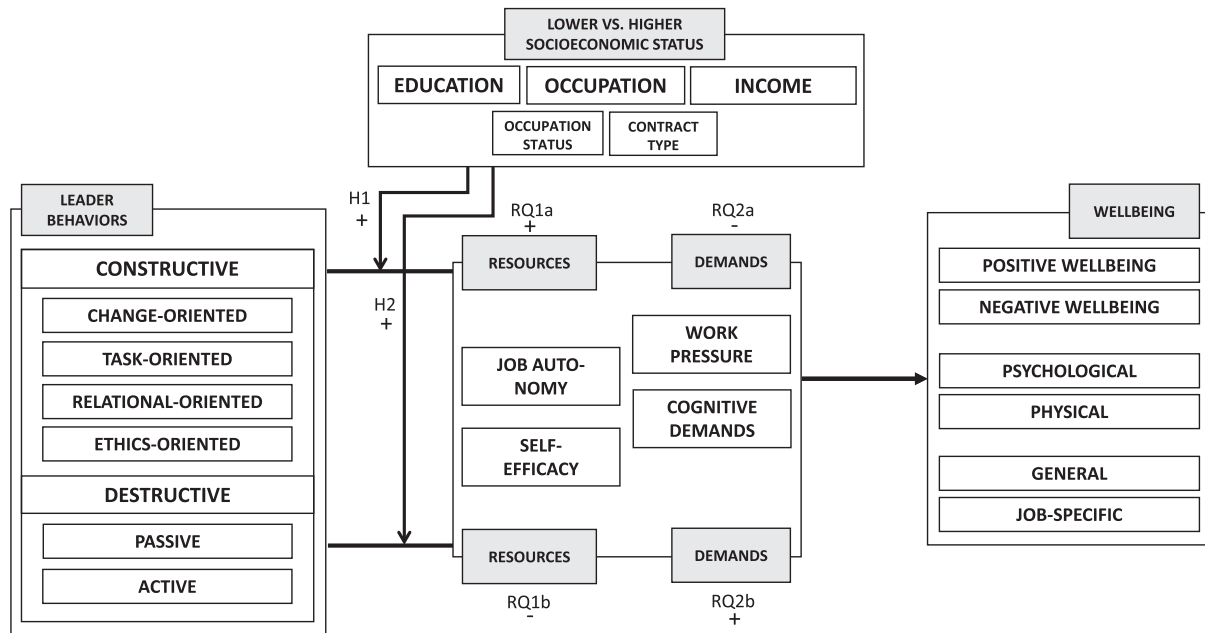 LOWER VS. HIGHER
SOCIOECONOMIC STATUS
EDUCATION
OCCUPATION
INCOME
OCCUPATION
STATUS
CONTRACT
TYPE
LEADER
BEHAVIORS
CONSTRUCTIVE
CHANGE-ORIENTED
TASK-ORIENTED
RELATIONAL-ORIENTED
ETHICS-ORIENTED
DESTRUCTIVE
PASSIVE
ACTIVE
H1
+
H2
+
RQ1a
+
RQ2a
-
RESOURCES
DEMANDS
JOB AUTO-
NOMY
SELF-
EFFICACY
WORK
PRESSURE
COGNITIVE
DEMANDS
RESOURCES
DEMANDS
RQ1b
-
RQ2b
+
WELLBEING
POSITIVE WELLBEING
NEGATIVE WELLBEING
PSYCHOLOGICAL
PHYSICAL
GENERAL
JOB-SPECIFIC